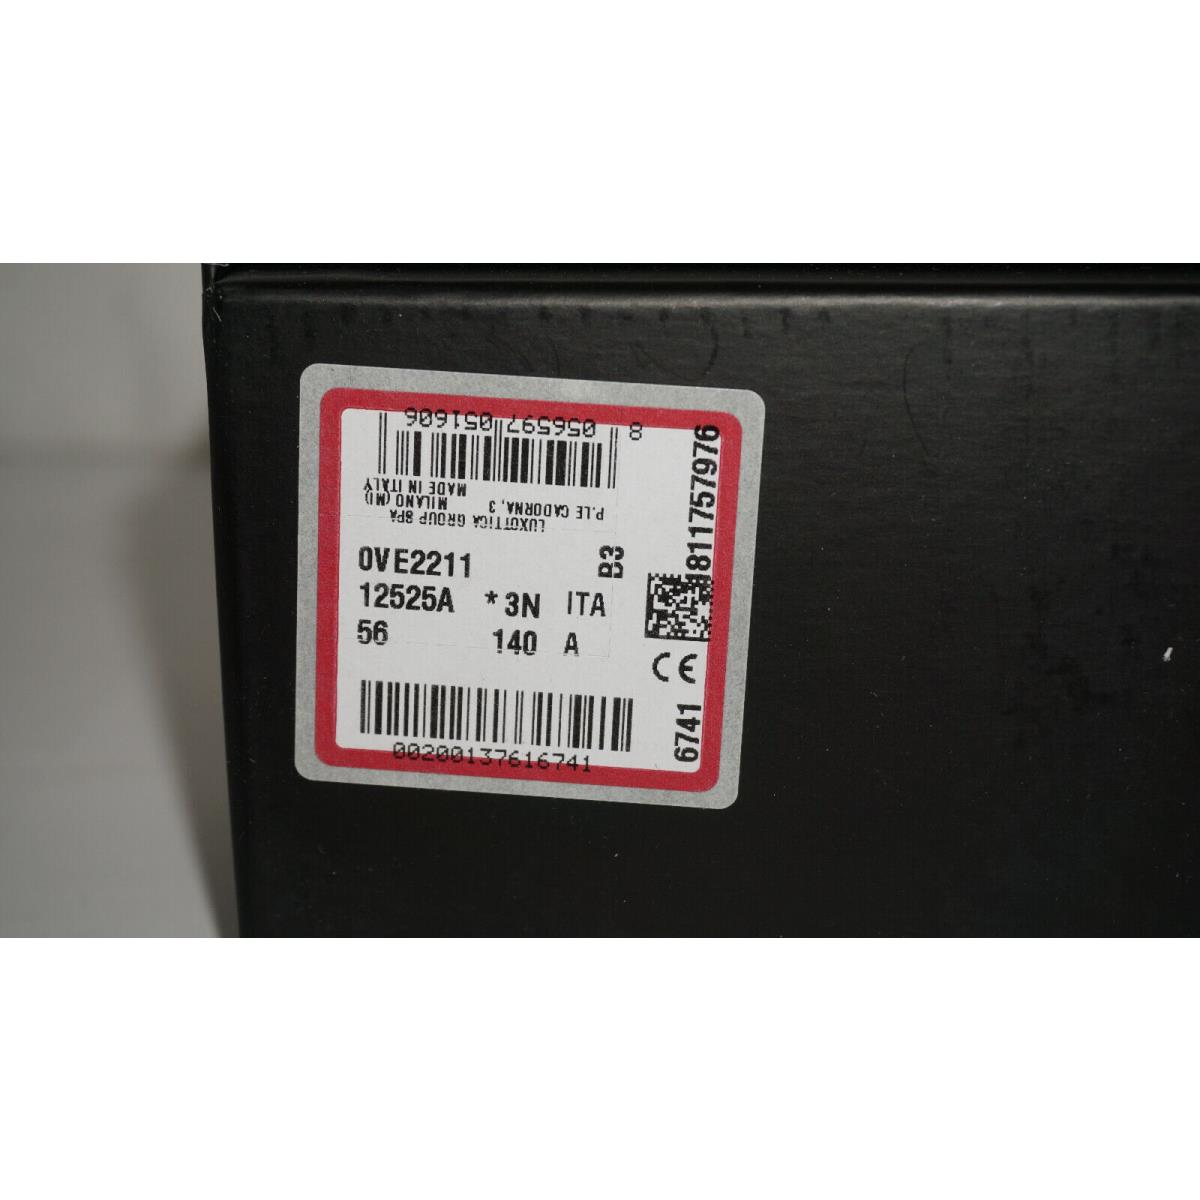 8 056597 051606
LUXOTTICA GROUP SPA
P.LE CADORNA, 3
MILANO (MI)
MADE IN ITALY
0VE2211
B3
12525A * 3N ITA
56 140 A
00200137616741
811757976
CE
6741